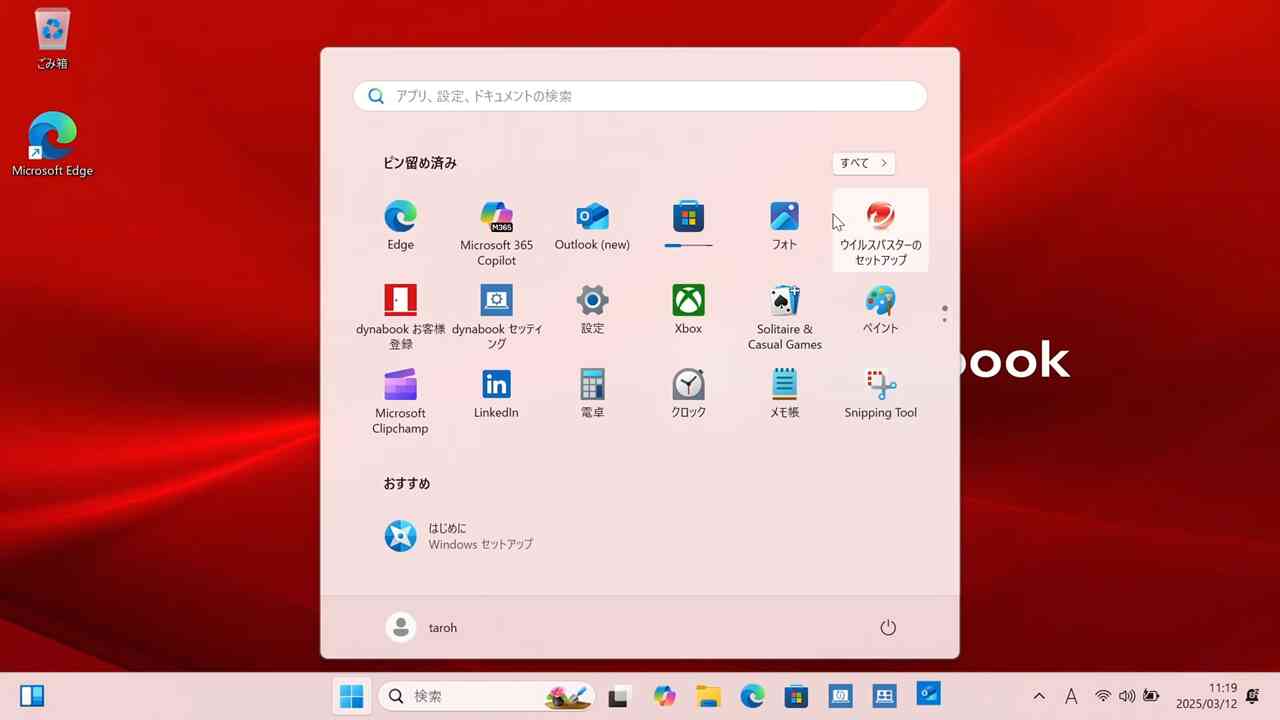 ごみ箱
Microsoft Edge
アプリ、設定、ドキュメントの検索
ピン留め済み
すべて
Edge
Microsoft 365
Copilot
M365
Outlook (new)
フォト
ウイルスバスターの
セットアップ
dynabook お客様
登録
dynabook セッティ
ング
設定
Xbox
Solitaire &
Casual Games
ペイント
Microsoft
Clipchamp
LinkedIn
in
電卓
クロック
メモ帳
Snipping Tool
おすすめ
はじめに
Windows セットアップ
taroh
book
検索
A
11:19
2025/03/12